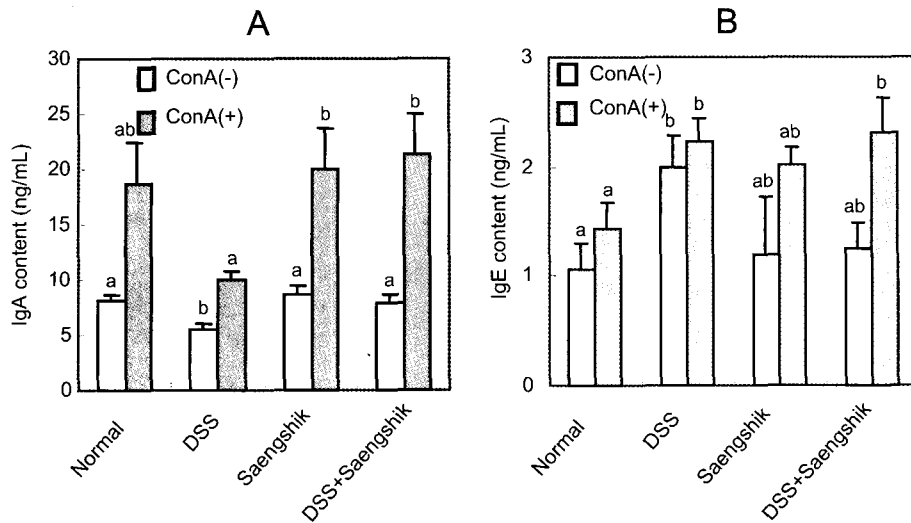 A
IgA content (ng/mL)
30
25
20
15
10
5
0
ConA(-)
ConA(+)
a
ab
b
a
a
b
a
b
Normal
DSS
Saengshik
DSS+Saengshik
B
IgE content (ng/mL)
3
2
1
0
ConA(-)
ConA(+)
a
a
b
b
ab
ab
ab
b
Normal
DSS
Saengshik
DSS+Saengshik